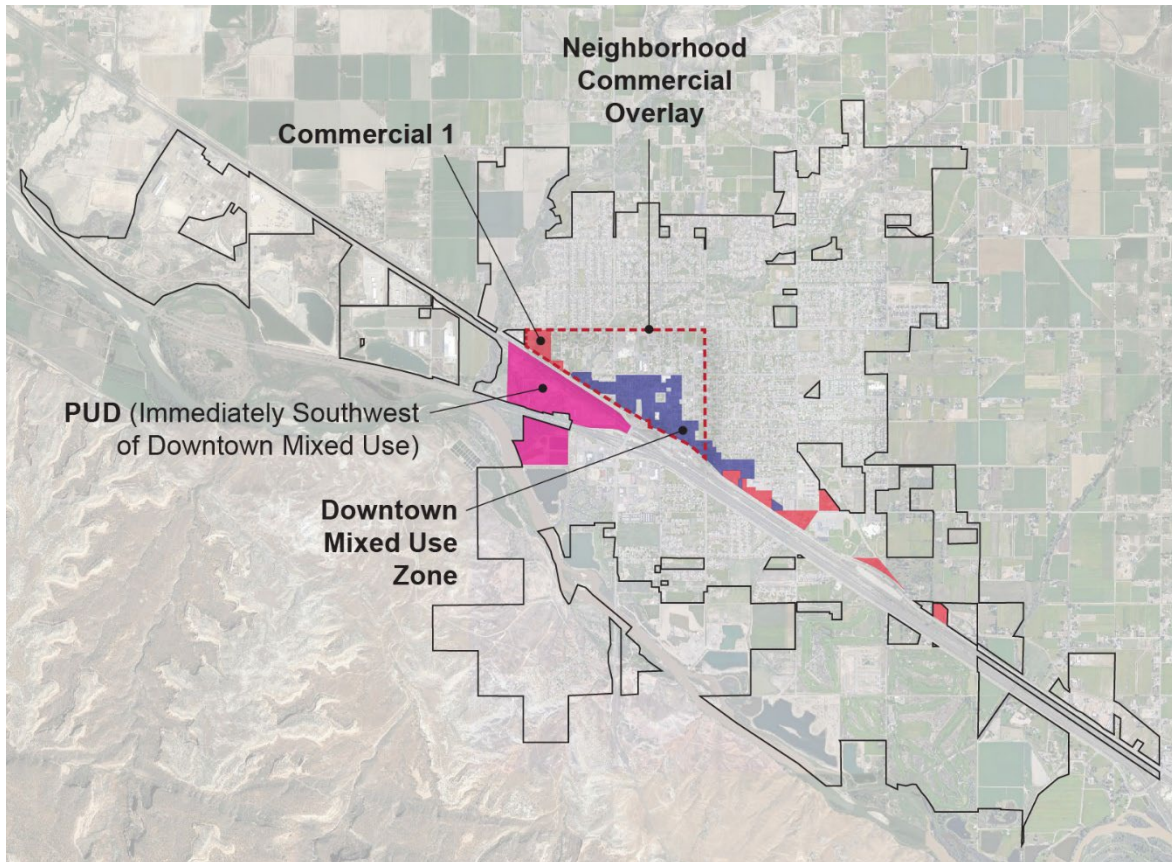 Neighborhood
Commercial
Overlay
Commercial 1
PUD (Immediately Southwest
of Downtown Mixed Use)
Downtown
Mixed Use
Zone